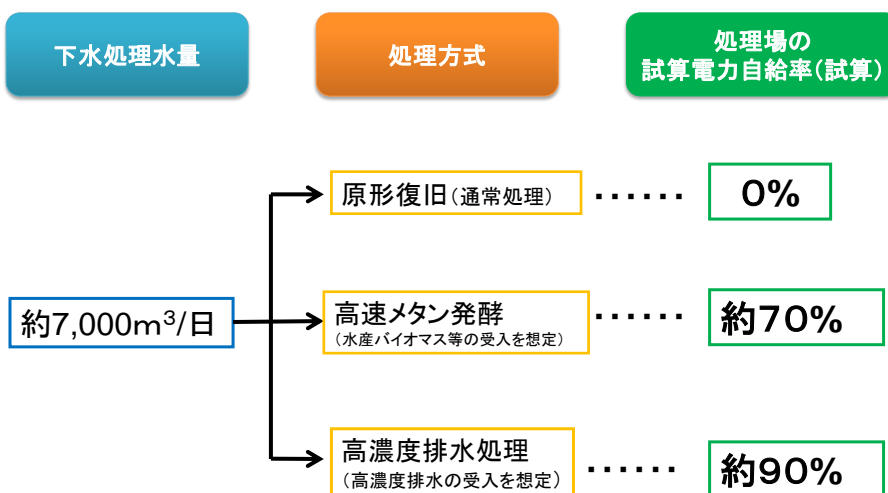 下水処理水量
処理方式
処理場の
試算電力自給率(試算)
原形復旧(通常処理)
……
0%
約7,000m³/日
高速メタン発酵
(水産バイオマス等の受入を想定)
……
約70%
高濃度排水処理
(高濃度排水の受入を想定)
……
約90%